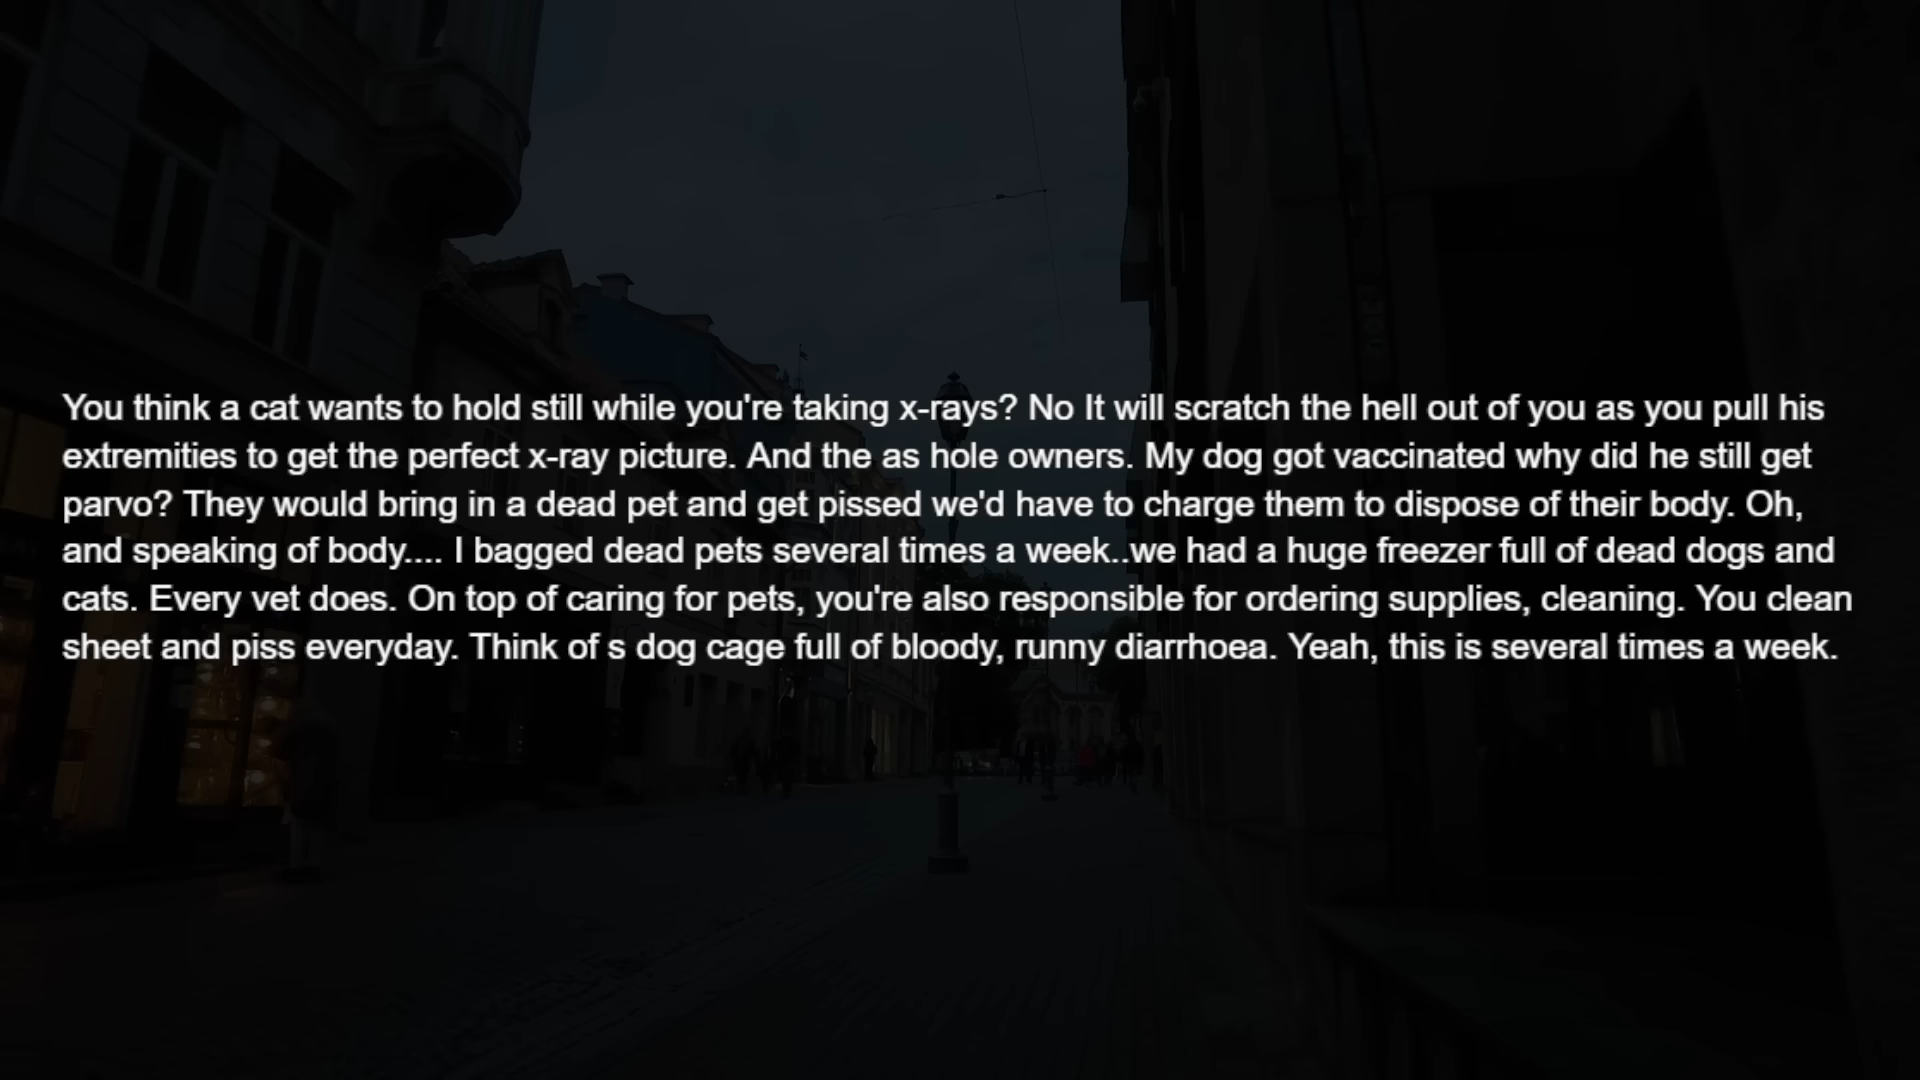 You think a cat wants to hold still while you're taking x-rays? No It will scratch the hell out of you as you pull his
extremities to get the perfect x-ray picture. And the as hole owners. My dog got vaccinated why did he still get
parvo? They would bring in a dead pet and get pissed we'd have to charge them to dispose of their body. Oh,
and speaking of body.... I bagged dead pets several times a week..we had a huge freezer full of dead dogs and
cats. Every vet does. On top of caring for pets, you're also responsible for ordering supplies, cleaning. You clean
sheet and piss everyday. Think of s dog cage full of bloody, runny diarrhoea. Yeah, this is several times a week.